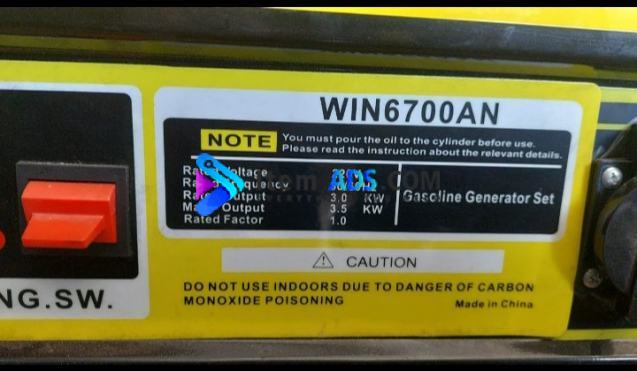 WIN6700AN
NOTE You must pour the oil to the cylinder before use.
Please read the instruction about the relevant details.
Rated Voltage
Rated Frequency
Rated Output 3.0 KW Gasoline Generator Set
Max. Output 3.5 KW
Rated Factor 1.0
ADS
.COM
CAUTION
NG.SW.
DO NOT USE INDOORS DUE TO DANGER OF CARBON
MONOXIDE POISONING Made in China